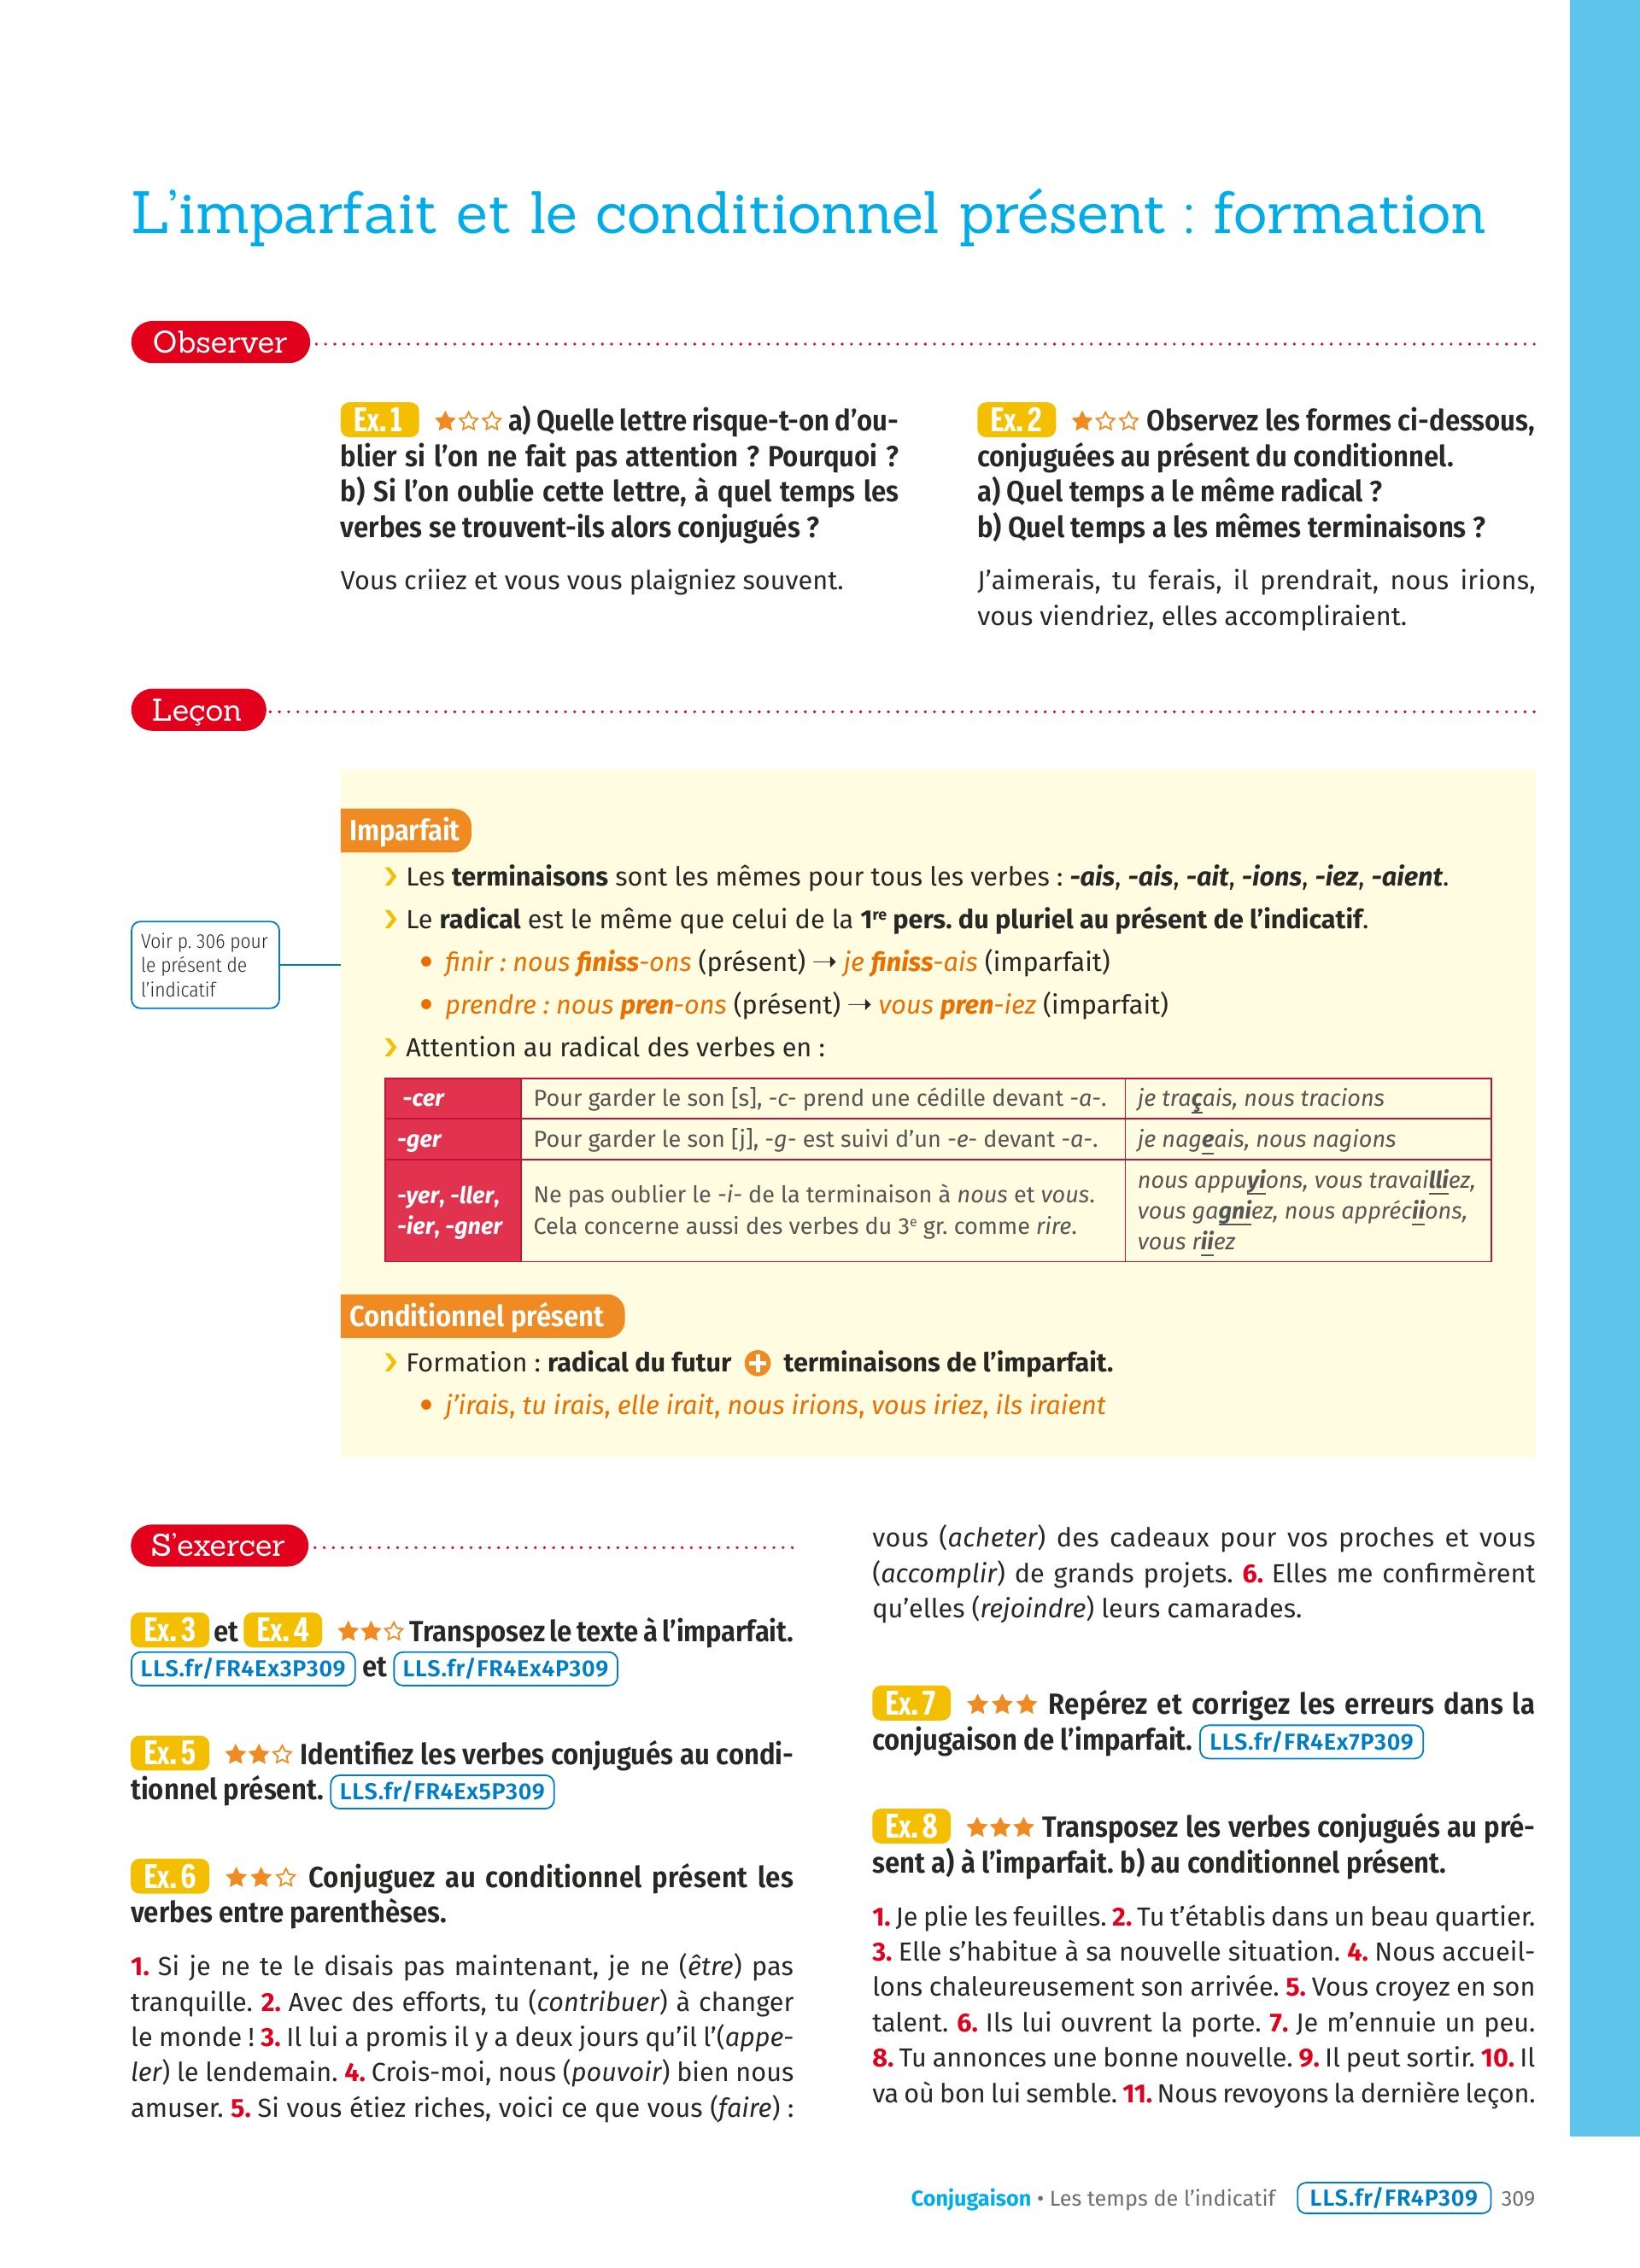 L'imparfait et le conditionnel présent : formation
Observer
Ex. 1 a) Quelle lettre risque-t-on d'ou-
blier si l'on ne fait pas attention ? Pourquoi ?
b) Si l'on oublie cette lettre, à quel temps les
verbes se trouvent-ils alors conjugués ?
Vous criiez et vous vous plaigniez souvent.
Ex. 2 Observez les formes ci-dessous,
conjuguées au présent du conditionnel.
a) Quel temps a le même radical ?
b) Quel temps a les mêmes terminaisons ?
J'aimerais, tu ferais, il prendrait, nous irions,
vous viendriez, elles accompliraient.
Leçon
Imparfait
Les terminaisons sont les mêmes pour tous les verbes : -ais, -ais, -ait, -ions, -iez, -aient.
Le radical est le même que celui de la 1re pers. du pluriel au présent de l'indicatif.
Voir p. 306 pour
le présent de
l'indicatif
• finir : nous finiss-ons (présent) → je finiss-ais (imparfait)
• prendre : nous pren-ons (présent) → vous pren-iez (imparfait)
Attention au radical des verbes en :
-cer Pour garder le son [s], -c- prend une cédille devant -a-. je traçais, nous tracions
-ger Pour garder le son [j], -g- est suivi d'un -e- devant -a-. je nageais, nous nagions
-yer, -ller,
-ier, -gner
Ne pas oublier le -i- de la terminaison à nous et vous.
Cela concerne aussi des verbes du 3e gr. comme rire.
nous appuyions, vous travailliez,
vous gagniez, nous appréciions,
vous riiez
Conditionnel présent
Formation : radical du futur + terminaisons de l'imparfait.
• j'irais, tu irais, elle irait, nous irions, vous iriez, ils iraient
S'exercer
Ex. 3 et Ex. 4 Transposez le texte à l'imparfait.
LLS.fr/FR4Ex3P309 et LLS.fr/FR4Ex4P309
Ex. 5 Identifiez les verbes conjugués au condi-
tionnel présent. LLS.fr/FR4Ex5P309
Ex. 6 Conjuguez au conditionnel présent les
verbes entre parenthèses.
1. Si je ne te le disais pas maintenant, je ne (être) pas
tranquille. 2. Avec des efforts, tu (contribuer) à changer
le monde ! 3. Il lui a promis il y a deux jours qu'il l'(appe-
ler) le lendemain. 4. Crois-moi, nous (pouvoir) bien nous
amuser. 5. Si vous étiez riches, voici ce que vous (faire) :
vous (acheter) des cadeaux pour vos proches et vous
(accomplir) de grands projets. 6. Elles me confirmèrent
qu'elles (rejoindre) leurs camarades.
Ex. 7 Repérez et corrigez les erreurs dans la
conjugaison de l'imparfait. LLS.fr/FR4Ex7P309
Ex. 8 Transposez les verbes conjugués au pré-
sent a) à l'imparfait. b) au conditionnel présent.
1. Je plie les feuilles. 2. Tu t'établis dans un beau quartier.
3. Elle s'habitue à sa nouvelle situation. 4. Nous accueil-
lons chaleureusement son arrivée. 5. Vous croyez en son
talent. 6. Ils lui ouvrent la porte. 7. Je m'ennuie un peu.
8. Tu annonces une bonne nouvelle. 9. Il peut sortir. 10. Il
va où bon lui semble. 11. Nous revoyons la dernière leçon.
Conjugaison • Les temps de l'indicatif LLS.fr/FR4P309 309